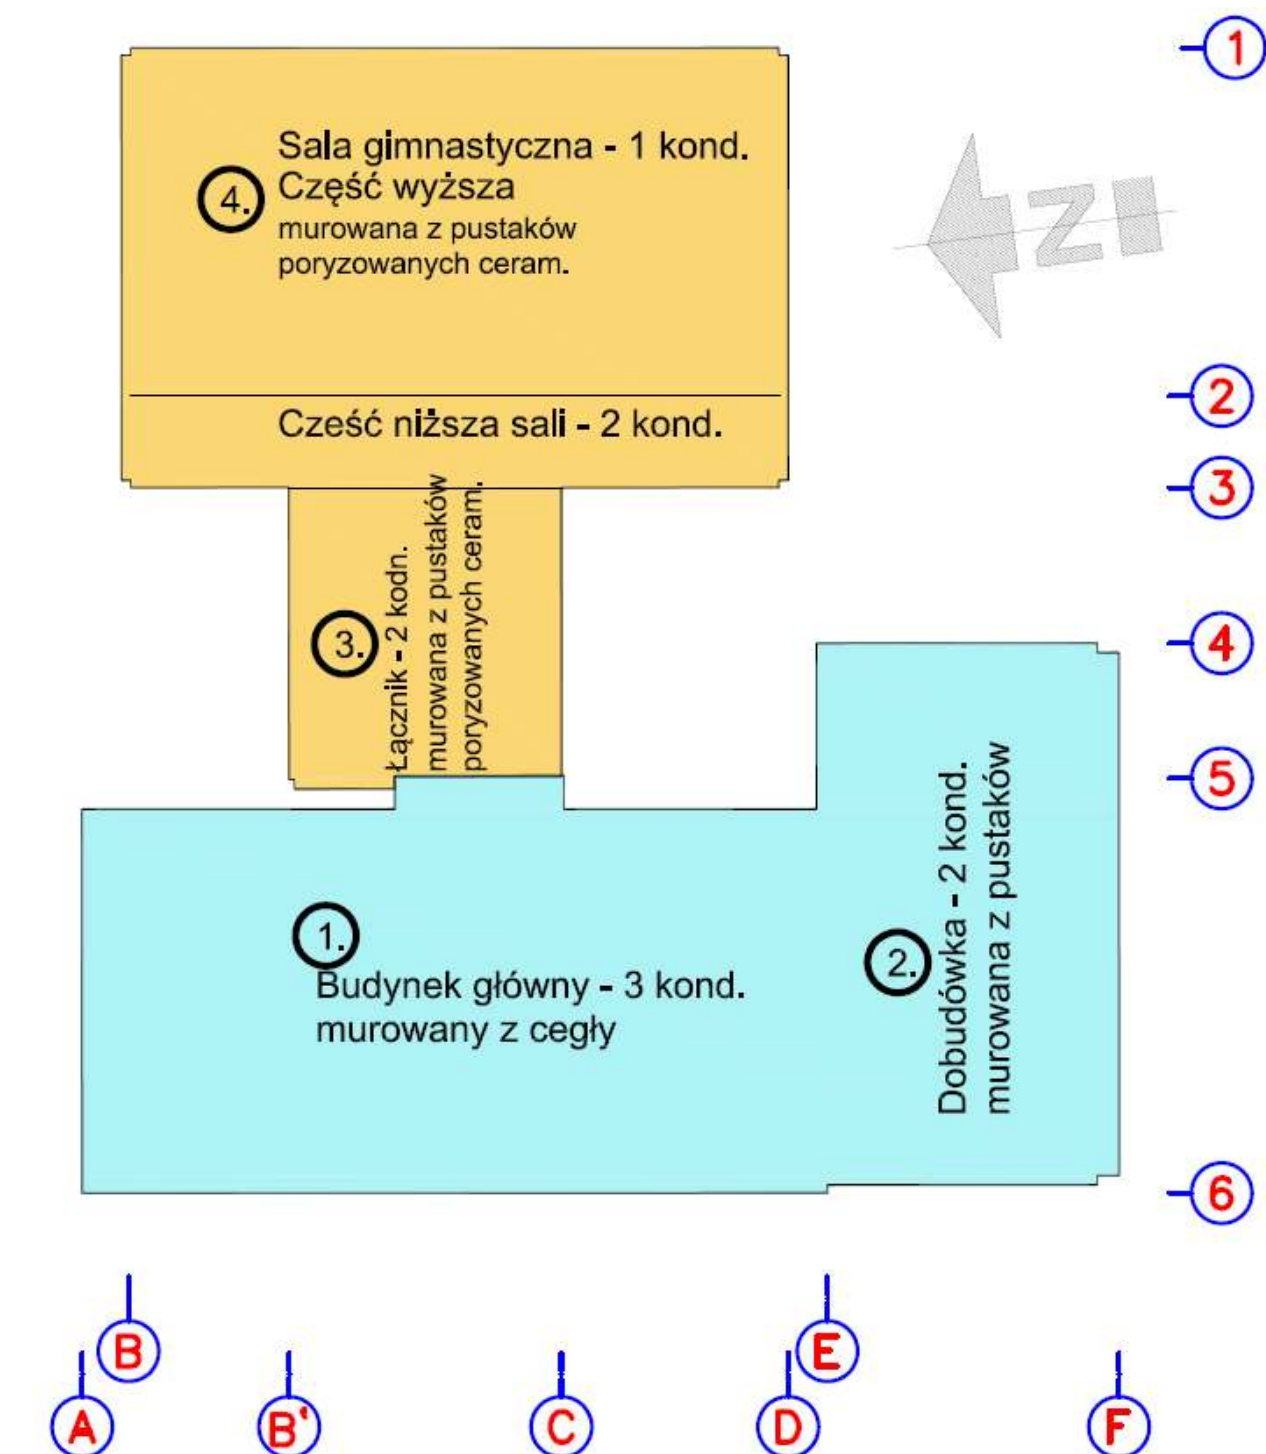 1
Sala gimnastyczna - 1 kond.
4. Część wyższa
murowana z pustaków
poryzowanych ceram.
N
2
Cześć niższa sali - 2 kond.
3
3.
Łącznik - 2 kodn.
murowana z pustaków
poryzowanych ceram.
4
5
1.
Budynek główny - 3 kond.
murowany z cegły
2.
Dobudówka - 2 kond.
murowana z pustaków
6
B
E
A
B'
C
D
F